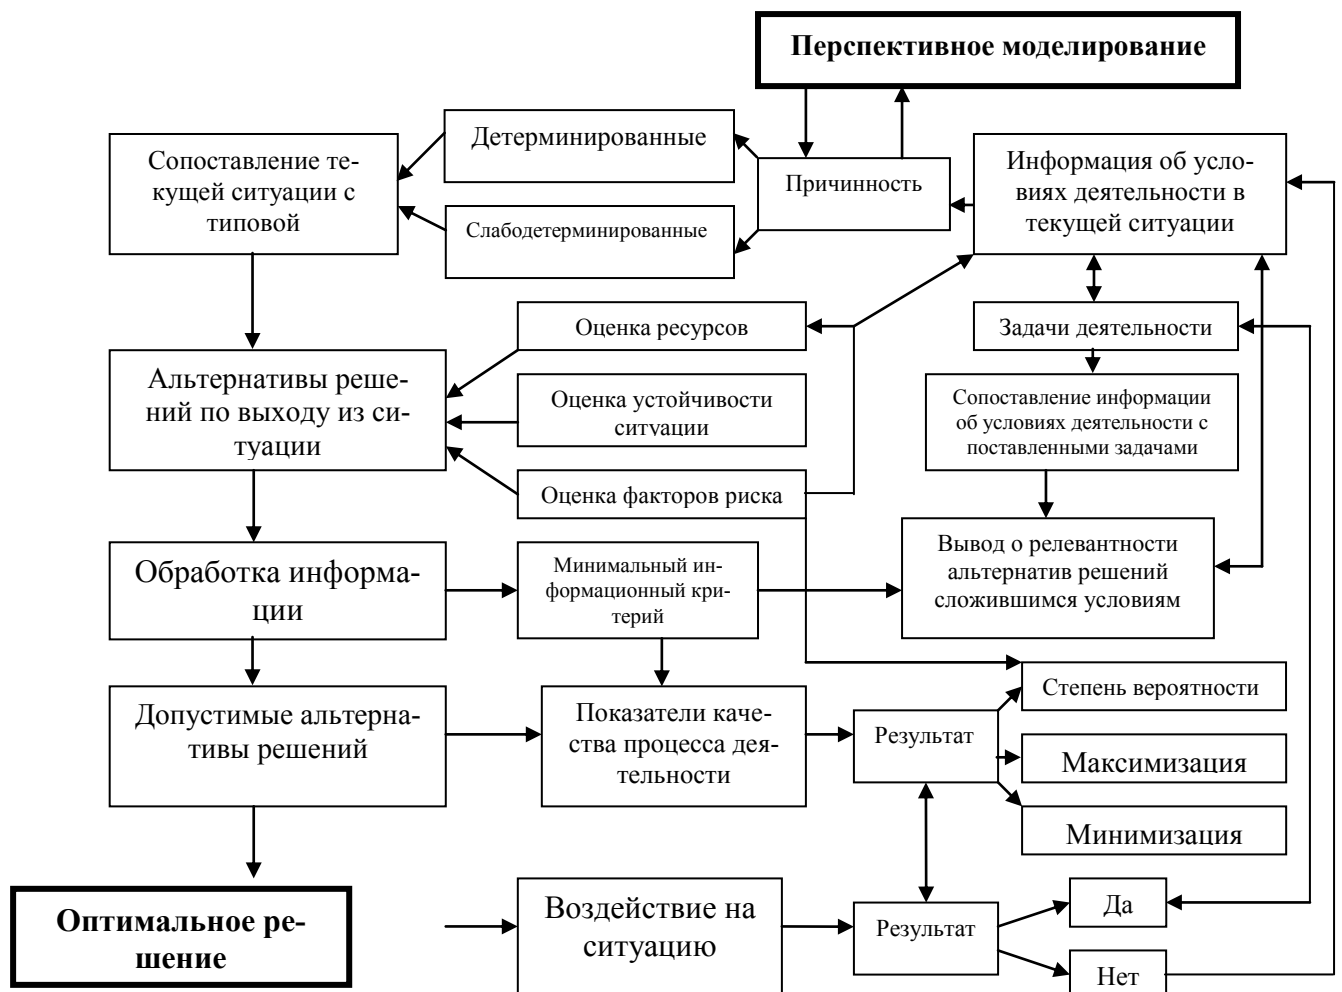 Перспективное моделирование
Детерминированные
Сопоставление те-
кущей ситуации с
типовой
Причинность
Информация об усло-
виях деятельности в
текущей ситуации
Слабодетерминированные
Оценка ресурсов
Задачи деятельности
Альтернативы реше-
ний по выходу из си-
туации
Оценка устойчивости
ситуации
Сопоставление информации
об условиях деятельности с
поставленными задачами
Оценка факторов риска
Обработка информа-
ции
Минимальный ин-
формационный кри-
терий
Вывод о релевантности
альтернатив решений
сложившимся условиям
Степень вероятности
Допустимые альтерна-
тивы решений
Показатели каче-
ства процесса дея-
тельности
Результат
Максимизация
Минимизация
Оптимальное ре-
шение
Воздействие на
ситуацию
Результат
Да
Нет